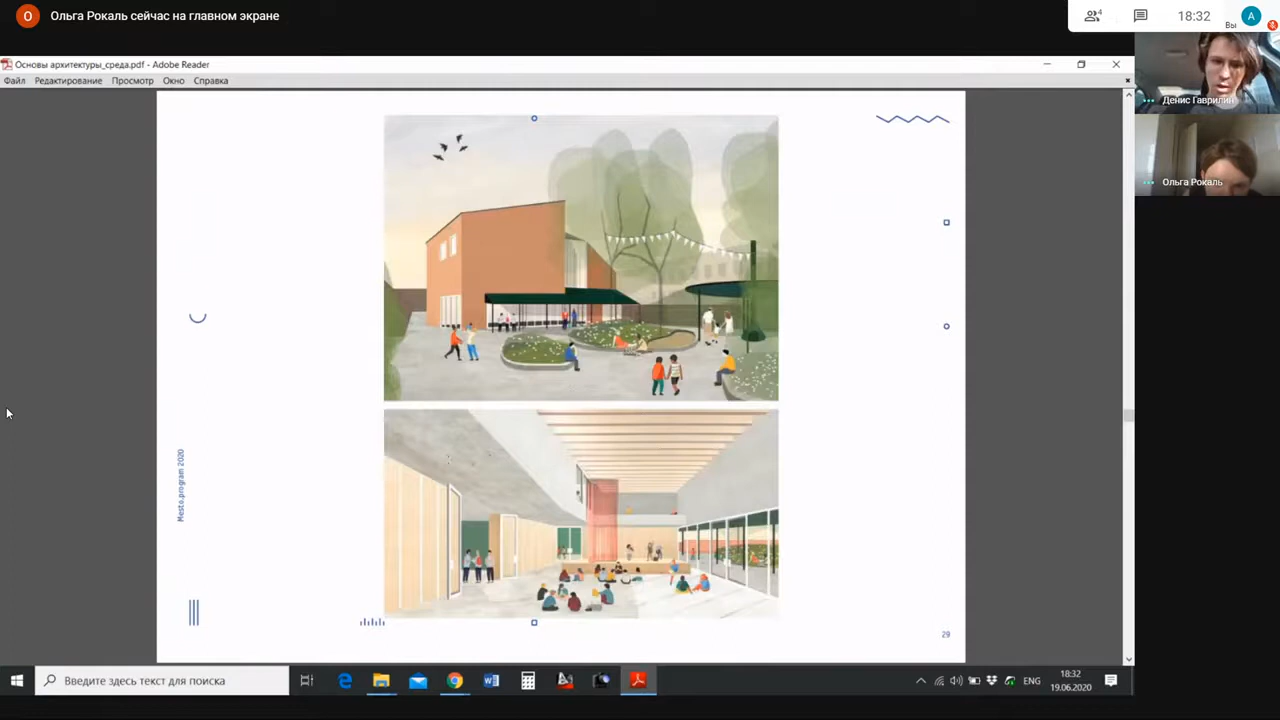 О
Ольга Рокаль сейчас на главном экране
4
18:32
Вы
А
Основы архитектуры_среда.pdf - Adobe Reader
Файл Редактирование Просмотр Окно Справка
Денис Гаврилин
Ольга Рокаль
Mesto.program 2020
29
Введите здесь текст для поиска
ENG
18:32
19.06.2020